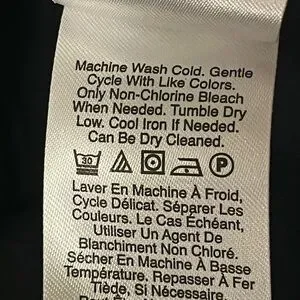 Machine Wash Cold. Gentle
Cycle With Like Colors.
Only Non-Chlorine Bleach
When Needed. Tumble Dry
Low. Cool Iron If Needed.
Can Be Dry Cleaned.
30 P
Laver En Machine À Froid,
Cycle Délicat. Séparer Les
Couleurs. Le Cas Échéant,
Utiliser Un Agent De
Blanchiment Non Chloré.
Sécher En Machine À Basse
Température. Repasser À Fer
Tiède, Si Nécessaire.